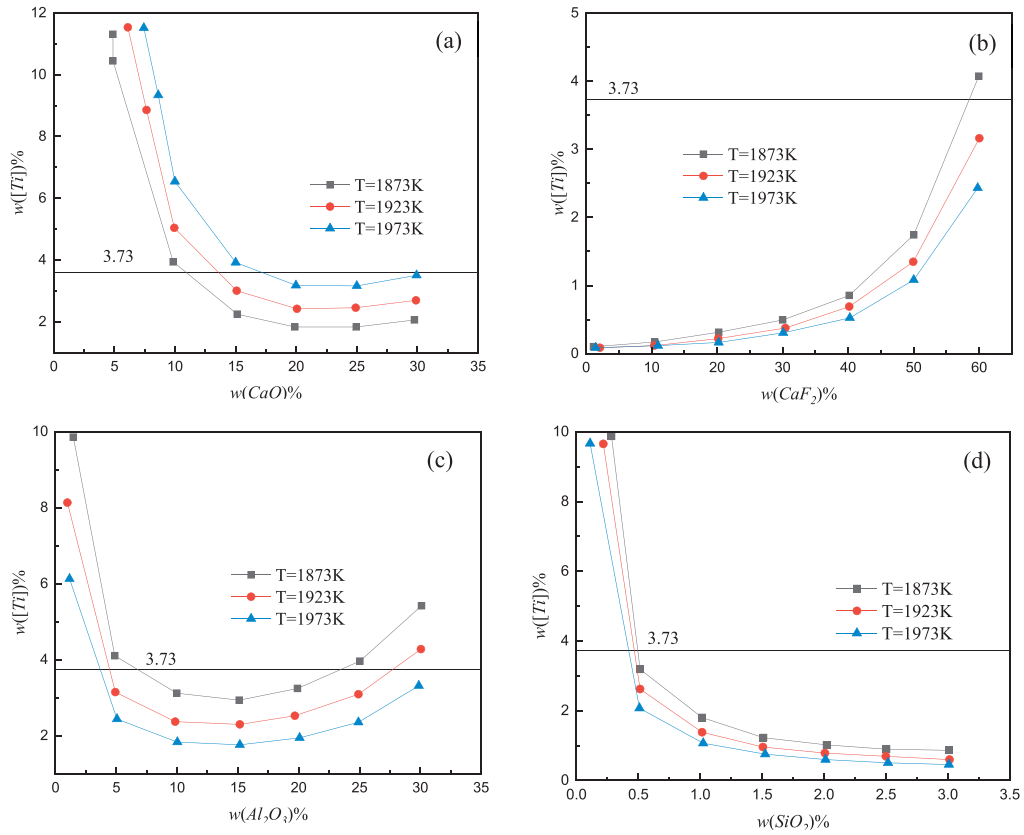 (a)
12
10
8
6
4
2
w([Ti])%
3.73
T=1873K
T=1923K
T=1973K
0 5 10 15 20 25 30 35
w(CaO)%
(b)
5
4
3
2
1
0
w([Ti])%
3.73
T=1873K
T=1923K
T=1973K
0 10 20 30 40 50 60
w(CaF2)%
(c)
10
8
6
4
2
w([Ti])%
T=1873K
T=1923K
T=1973K
3.73
0 5 10 15 20 25 30 35
w(Al2O3)%
(d)
10
8
6
4
2
0
w([Ti])%
T=1873K
T=1923K
T=1973K
3.73
0.0 0.5 1.0 1.5 2.0 2.5 3.0 3.5
w(SiO2)%